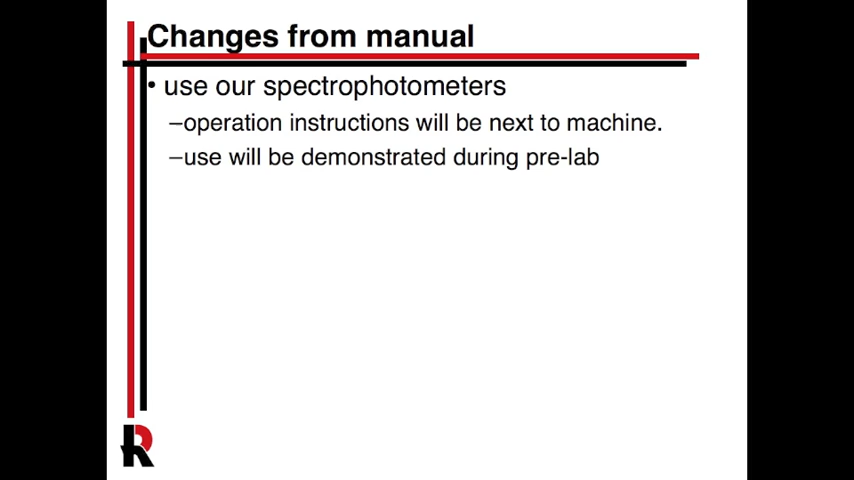 Changes from manual
• use our spectrophotometers
–operation instructions will be next to machine.
–use will be demonstrated during pre-lab
R